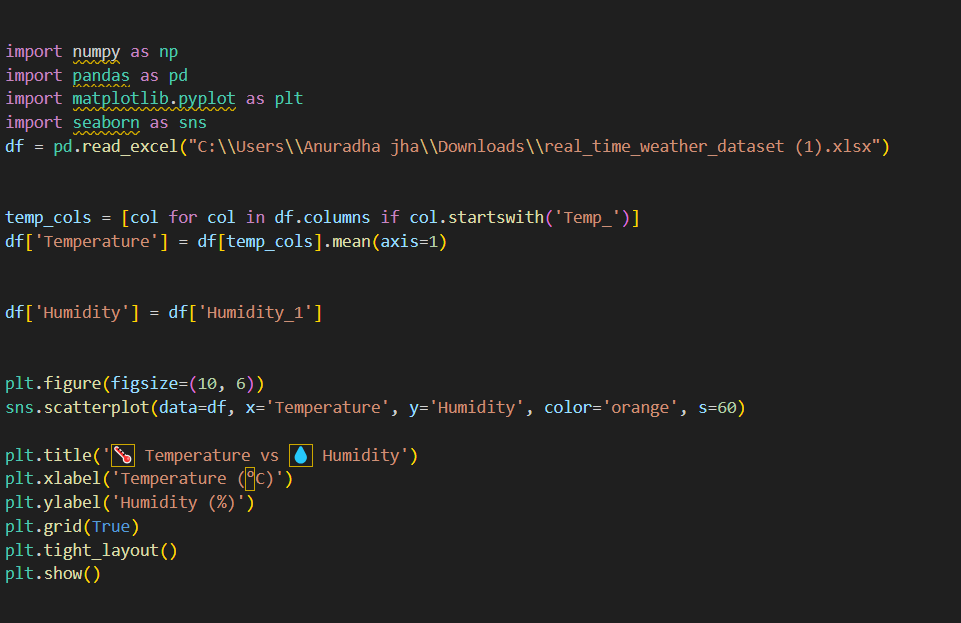 import numpy as np
import pandas as pd
import matplotlib.pyplot as plt
import seaborn as sns
df = pd.read_excel("C:\\Users\\Anuradha jha\\Downloads\\real_time_weather_dataset (1).xlsx")
temp_cols = [col for col in df.columns if col.startswith('Temp_')]
df['Temperature'] = df[temp_cols].mean(axis=1)
df['Humidity'] = df['Humidity_1']
plt.figure(figsize=(10, 6))
sns.scatterplot(data=df, x='Temperature', y='Humidity', color='orange', s=60)
plt.title('🌡 Temperature vs 💧 Humidity')
plt.xlabel('Temperature (°C)')
plt.ylabel('Humidity (%)')
plt.grid(True)
plt.tight_layout()
plt.show()